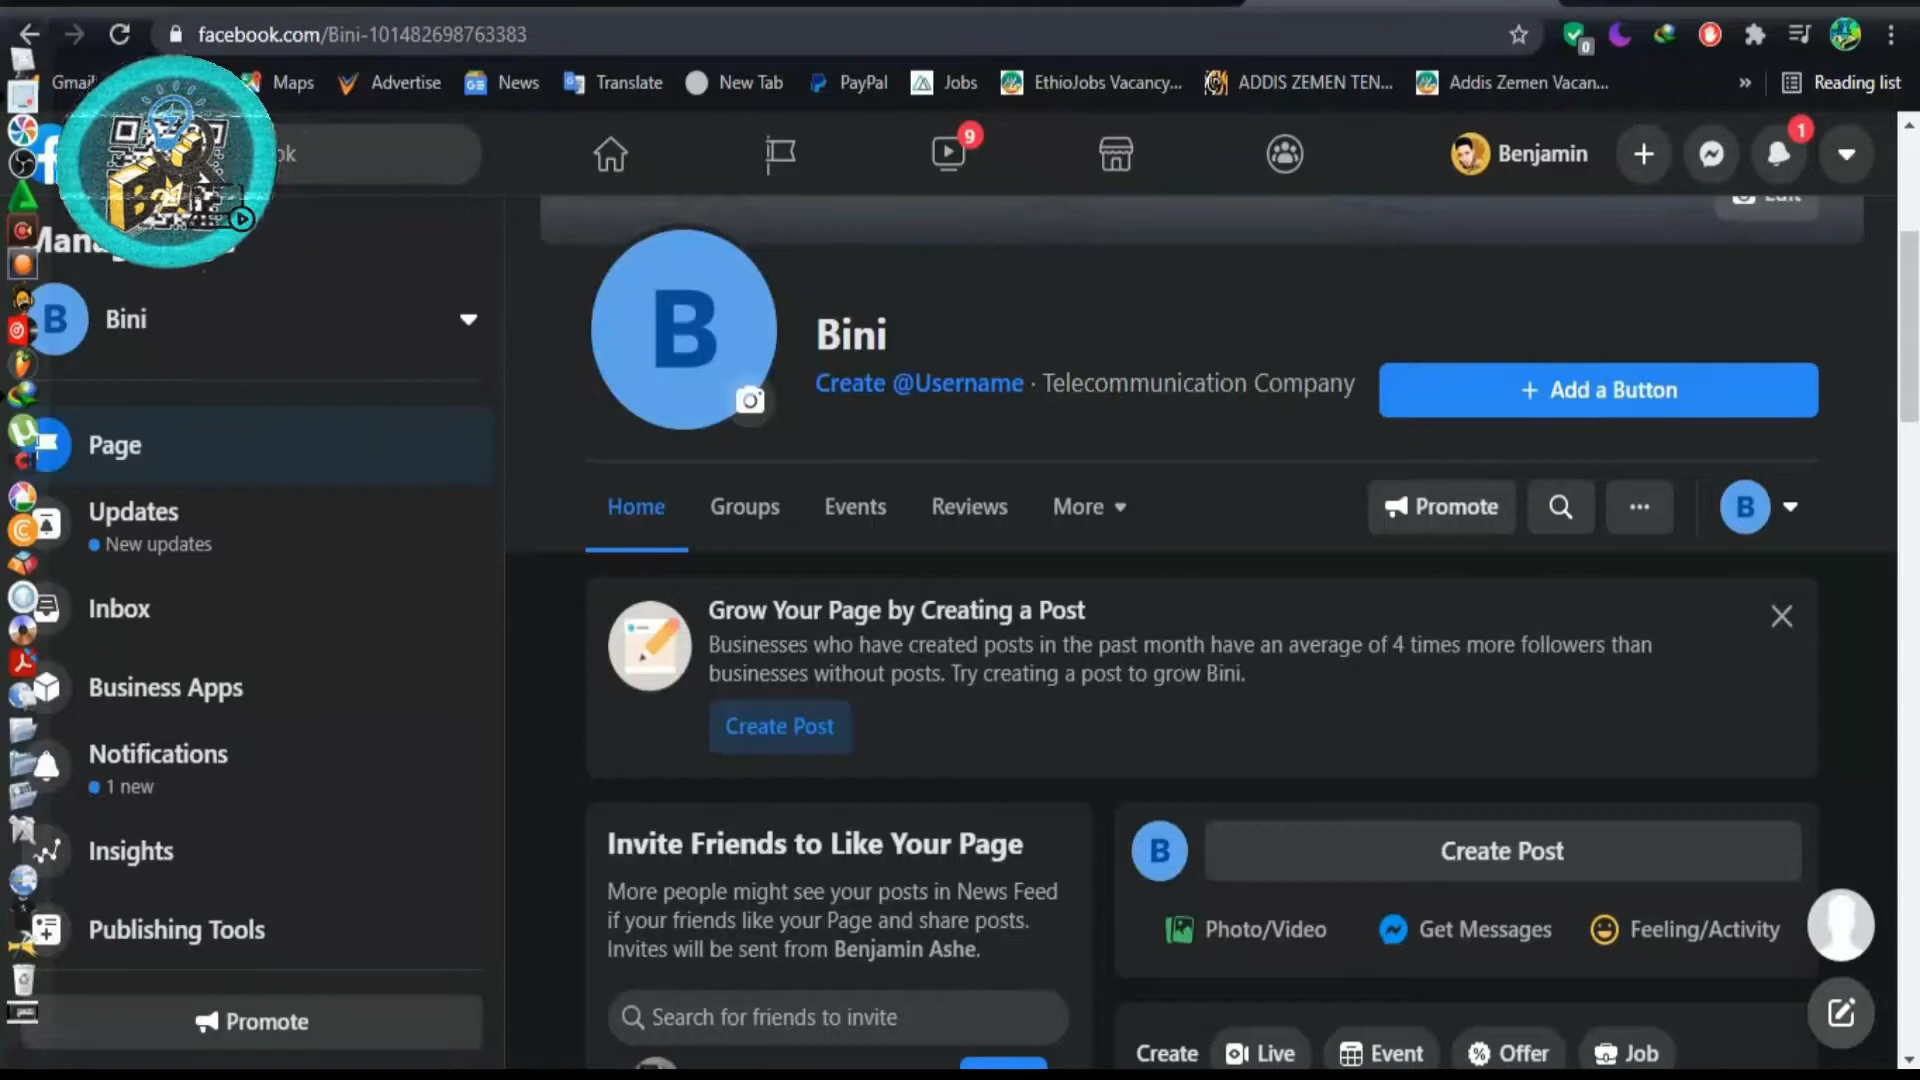 facebook.com/Bini-101482698763383
0
Gmail
Maps
Advertise
News
Translate
New Tab
PayPal
Jobs
EthioJobs Vacancy...
ADDIS ZEMEN TEN...
Addis Zemen Vacan...
»
Reading list
ok
9
Benjamin
1
Edit
B
Bini
B
Bini
Create @Username · Telecommunication Company
+ Add a Button
Page
Updates
New updates
Inbox
Business Apps
Notifications
1 new
Insights
Publishing Tools
Promote
Home
Groups
Events
Reviews
More
Promote
B
Grow Your Page by Creating a Post
Businesses who have created posts in the past month have an average of 4 times more followers than
businesses without posts. Try creating a post to grow Bini.
Create Post
Invite Friends to Like Your Page
More people might see your posts in News Feed
if your friends like your Page and share posts.
Invites will be sent from Benjamin Ashe.
Search for friends to invite
B
Create Post
Photo/Video
Get Messages
Feeling/Activity
Create
Live
Event
Offer
Job